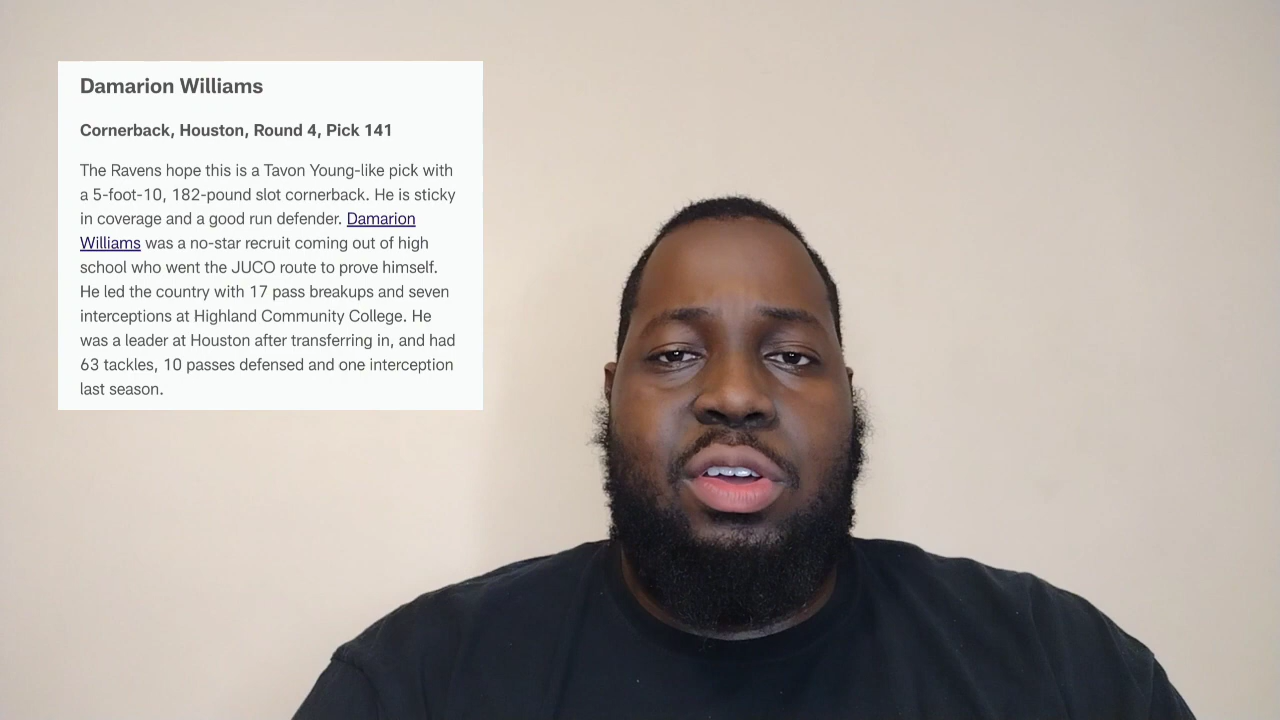 Damarion Williams
Cornerback, Houston, Round 4, Pick 141
The Ravens hope this is a Tavon Young-like pick with
a 5-foot-10, 182-pound slot cornerback. He is sticky
in coverage and a good run defender. Damarion
Williams was a no-star recruit coming out of high
school who went the JUCO route to prove himself.
He led the country with 17 pass breakups and seven
interceptions at Highland Community College. He
was a leader at Houston after transferring in, and had
63 tackles, 10 passes defensed and one interception
last season.